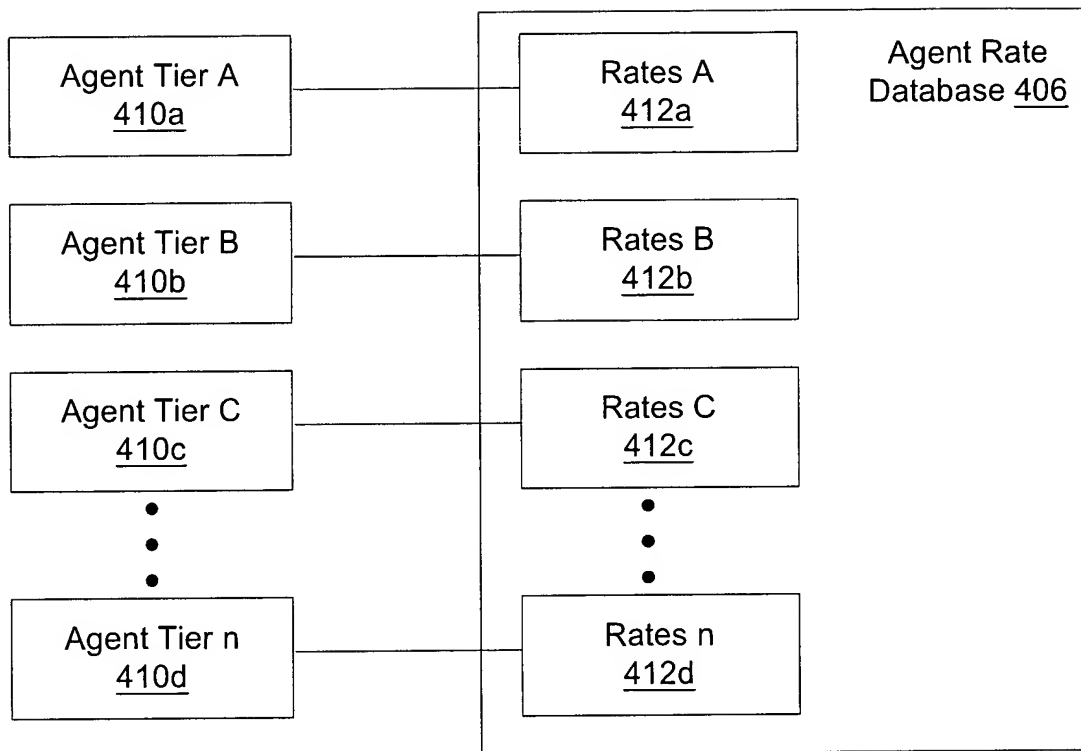 Agent Tier A
410a
Rates A
412a
Agent Rate
Database 406
Agent Tier B
410b
Rates B
412b
Agent Tier C
410c
Rates C
412c
Agent Tier n
410d
Rates n
412d